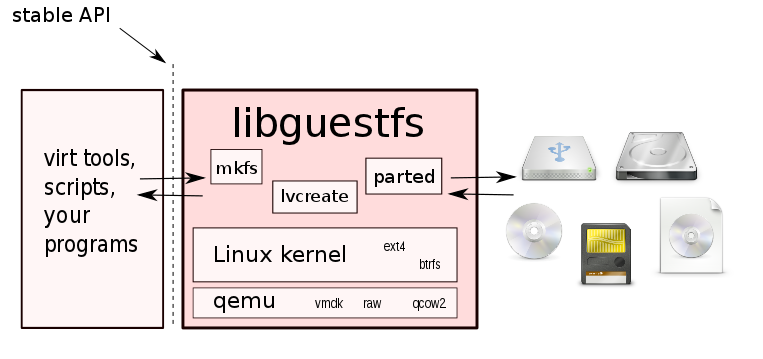 stable API
virt tools,
scripts,
your
programs
libguestfs
mkfs
lvcreate
parted
Linux kernel
ext4
btrfs
qemu
vmdk
raw
qcow2